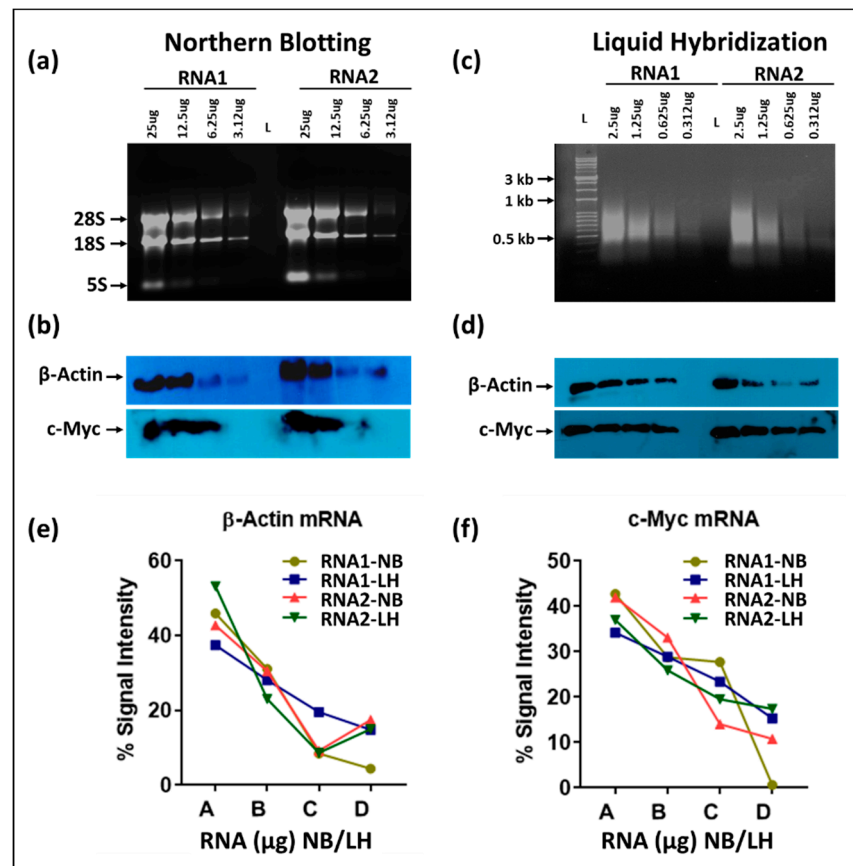 Northern Blotting
(a)
RNA1 RNA2
25ug 12.5ug 6.25ug 3.12ug L 25ug 12.5ug 6.25ug 3.12ug
28S
18S
5S
(b)
β-Actin
c-Myc
Liquid Hybridization
(c)
RNA1 RNA2
L 2.5ug 1.25ug 0.625ug 0.312ug L 2.5ug 1.25ug 0.625ug 0.312ug
3 kb
1 kb
0.5 kb
(d)
β-Actin
c-Myc
(e)
β-Actin mRNA
60
40
20
0
% Signal Intensity
RNA1-NB
RNA1-LH
RNA2-NB
RNA2-LH
A B C D
RNA (µg) NB/LH
(f)
c-Myc mRNA
50
40
30
20
10
0
% Signal Intensity
RNA1-NB
RNA1-LH
RNA2-NB
RNA2-LH
A B C D
RNA (µg) NB/LH